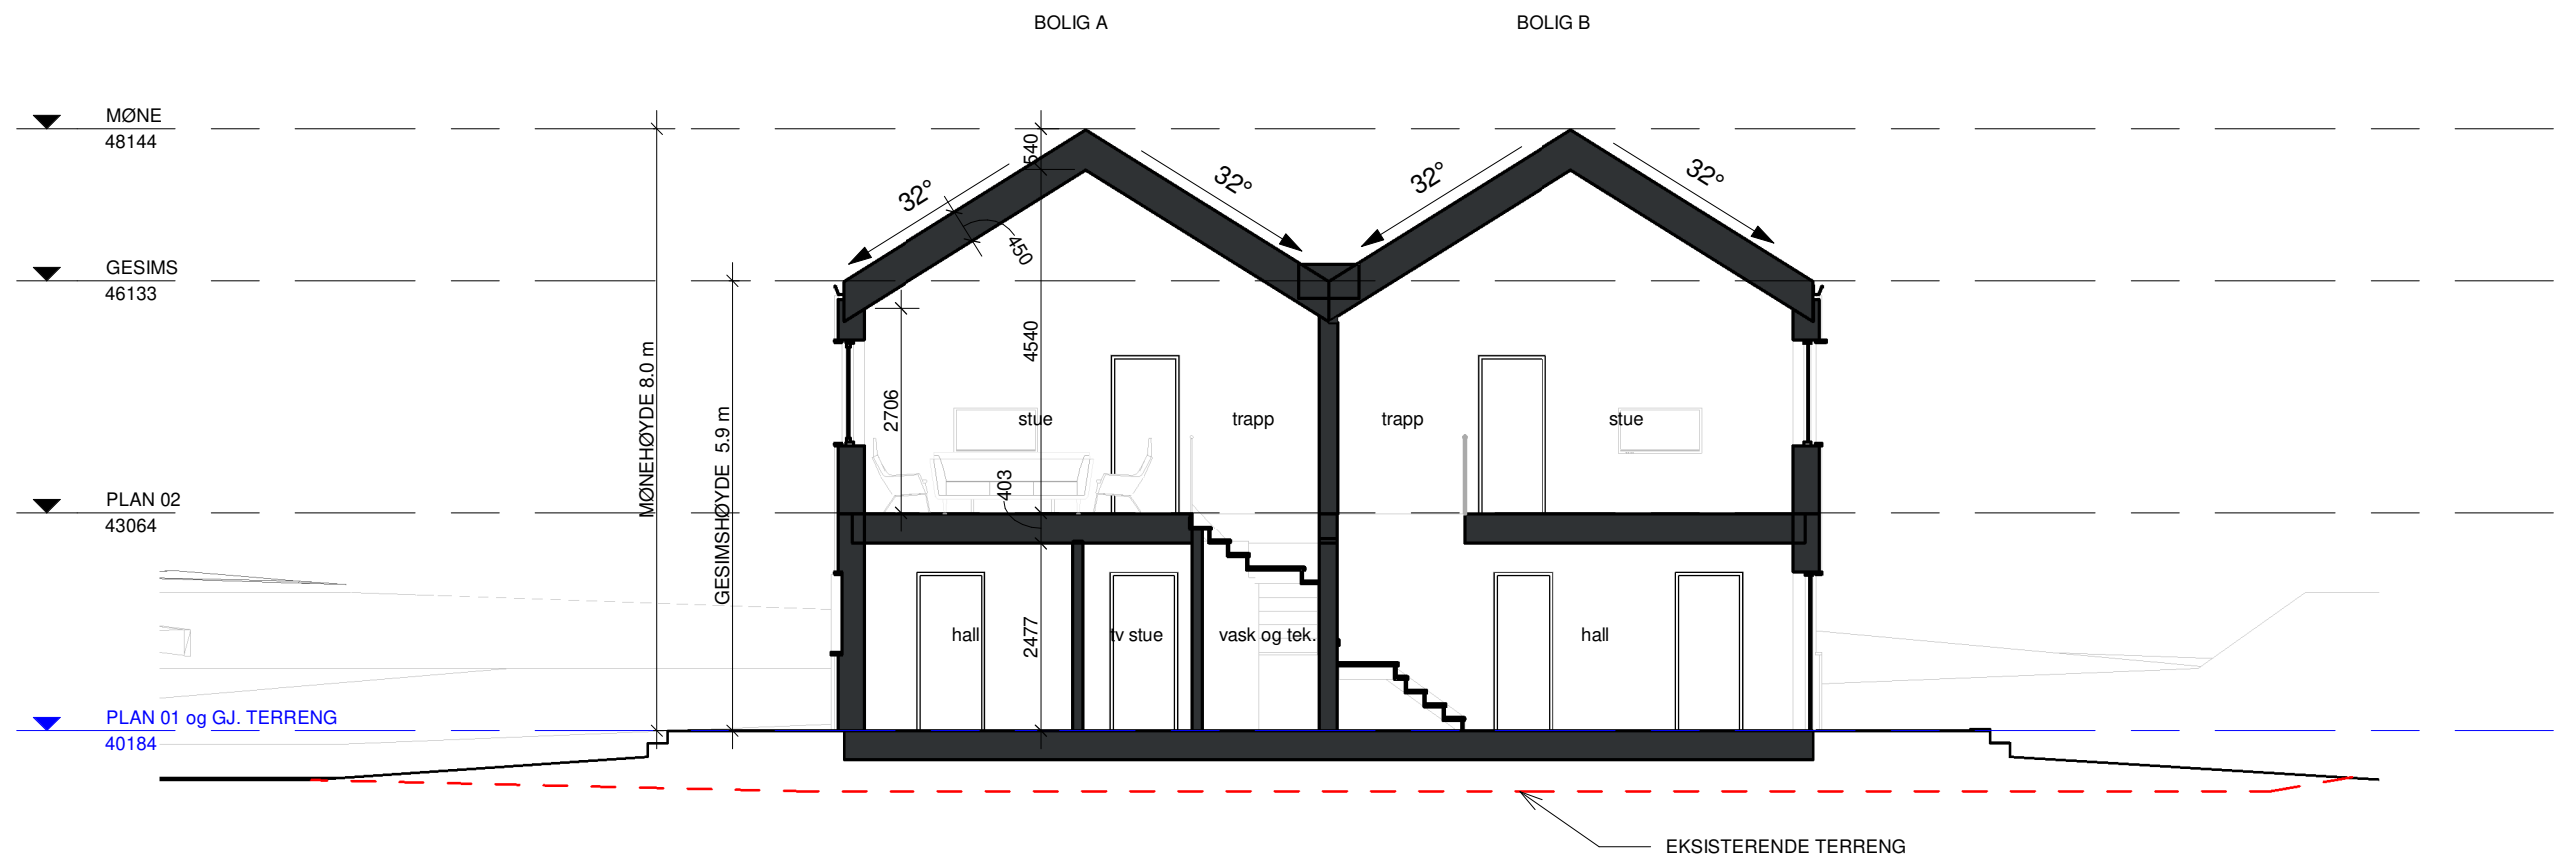 BOLIG A
BOLIG B
MØNE
48144
540
32°
32°
32°
32°
450
GESIMS
46133
MØNEHØYDE 8.0 m
GESIMSHØYDE 5.9 m
4540
2706
stue
trapp
trapp
stue
403
PLAN 02
43064
2477
hall
tv stue
vask og tek.
hall
PLAN 01 og GJ. TERRENG
40184
EKSISTERENDE TERRENG